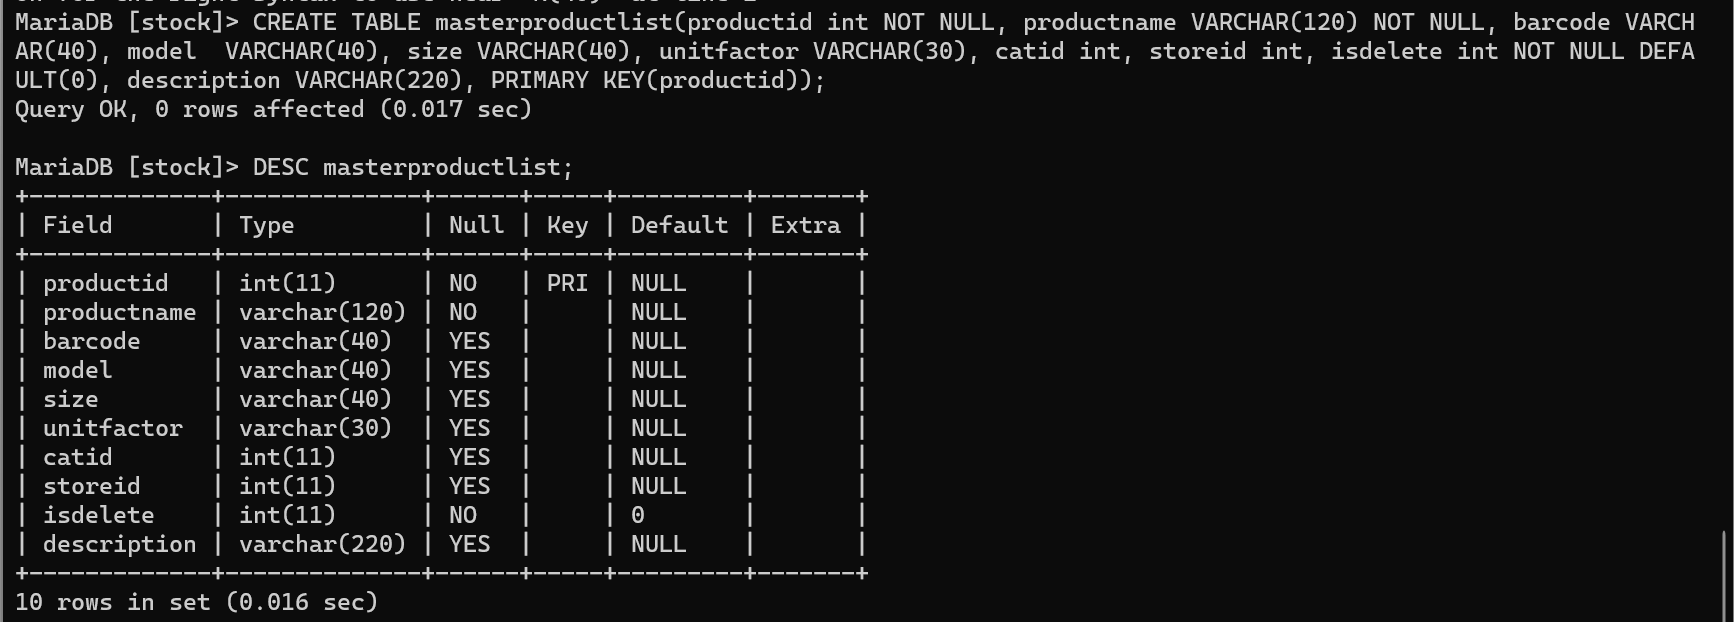 MariaDB [stock]> CREATE TABLE masterproductlist(productid int NOT NULL, productname VARCHAR(120) NOT NULL, barcode VARCH
AR(40), model  VARCHAR(40), size VARCHAR(40), unitfactor VARCHAR(30), catid int, storeid int, isdelete int NOT NULL DEFA
ULT(0), description VARCHAR(220), PRIMARY KEY(productid));
Query OK, 0 rows affected (0.017 sec)

MariaDB [stock]> DESC masterproductlist;
+-------------+--------------+------+-----+---------+-------+
| Field       | Type         | Null | Key | Default | Extra |
+-------------+--------------+------+-----+---------+-------+
| productid   | int(11)      | NO   | PRI | NULL    |       |
| productname | varchar(120) | NO   |     | NULL    |       |
| barcode     | varchar(40)  | YES  |     | NULL    |       |
| model       | varchar(40)  | YES  |     | NULL    |       |
| size        | varchar(40)  | YES  |     | NULL    |       |
| unitfactor  | varchar(30)  | YES  |     | NULL    |       |
| catid       | int(11)      | YES  |     | NULL    |       |
| storeid     | int(11)      | YES  |     | NULL    |       |
| isdelete    | int(11)      | NO   |     | 0       |       |
| description | varchar(220) | YES  |     | NULL    |       |
+-------------+--------------+------+-----+---------+-------+
10 rows in set (0.016 sec)